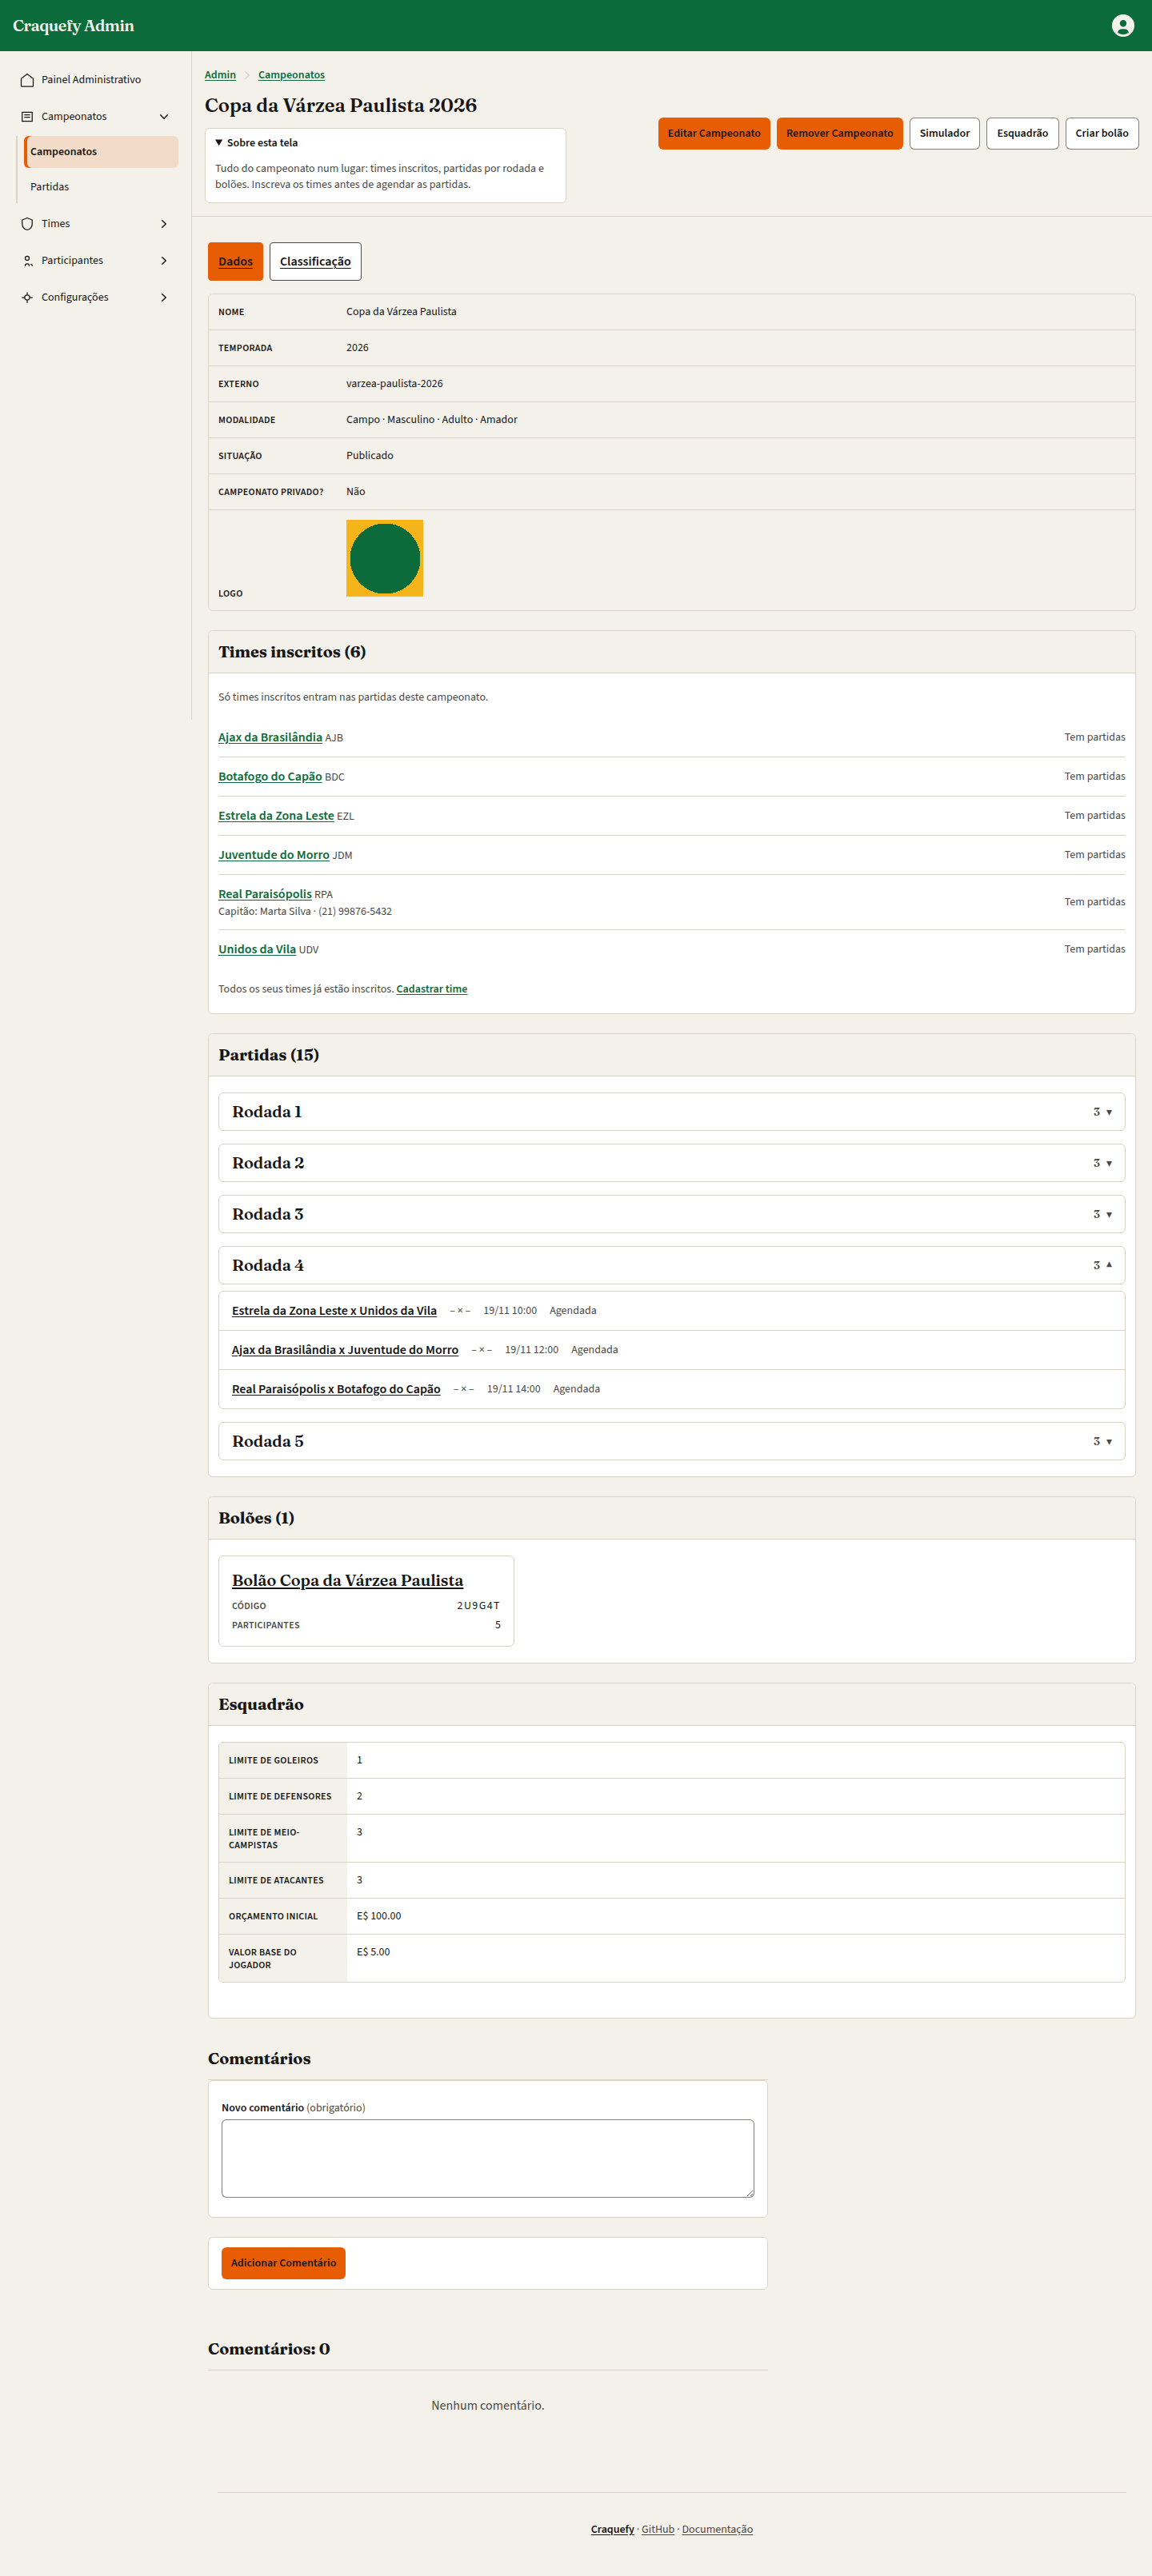 Craquefy Admin
Painel Administrativo
Campeonatos
Campeonatos
Partidas
Times
Participantes
Configurações
Admin
Campeonatos
Copa da Várzea Paulista 2026
▼ Sobre esta tela
Tudo do campeonato num lugar: times inscritos, partidas por rodada e
bolões. Inscreva os times antes de agendar as partidas.
Editar Campeonato
Remover Campeonato
Simulador
Esquadrão
Criar bolão
Dados
Classificação
NOME Copa da Várzea Paulista
TEMPORADA 2026
EXTERNO varzea-paulista-2026
MODALIDADE Campo · Masculino · Adulto · Amador
SITUAÇÃO Publicado
CAMPEONATO PRIVADO? Não
LOGO
Times inscritos (6)
Só times inscritos entram nas partidas deste campeonato.
Ajax da Brasilândia AJB Tem partidas
Botafogo do Capão BDC Tem partidas
Estrela da Zona Leste EZL Tem partidas
Juventude do Morro JDM Tem partidas
Real Paraisópolis RPA Tem partidas
Capitão: Marta Silva · (21) 99876-5432
Unidos da Vila UDV Tem partidas
Todos os seus times já estão inscritos. Cadastrar time
Partidas (15)
Rodada 1 3 ▼
Rodada 2 3 ▼
Rodada 3 3 ▼
Rodada 4 3 ▲
Estrela da Zona Leste x Unidos da Vila – × – 19/11 10:00 Agendada
Ajax da Brasilândia x Juventude do Morro – × – 19/11 12:00 Agendada
Real Paraisópolis x Botafogo do Capão – × – 19/11 14:00 Agendada
Rodada 5 3 ▼
Bolões (1)
Bolão Copa da Várzea Paulista
CÓDIGO 2U9G4T
PARTICIPANTES 5
Esquadrão
LIMITE DE GOLEIROS 1
LIMITE DE DEFENSORES 2
LIMITE DE MEIO- 3
CAMPISTAS
LIMITE DE ATACANTES 3
ORÇAMENTO INICIAL E$ 100.00
VALOR BASE DO E$ 5.00
JOGADOR
Comentários
Novo comentário (obrigatório)
Adicionar Comentário
Comentários: 0
Nenhum comentário.
Craquefy · GitHub · Documentação